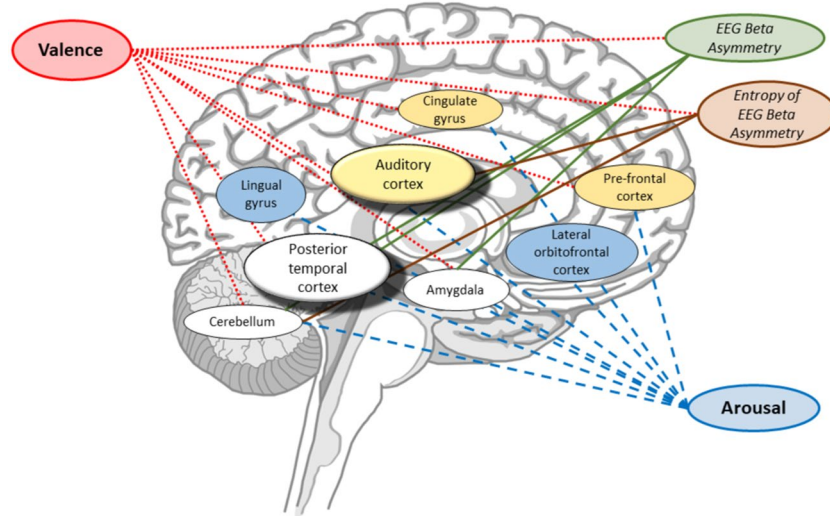 Valence
EEG Beta
Asymmetry
Entropy of
EEG Beta
Asymmetry
Cingulate
gyrus
Auditory
cortex
Pre-frontal
cortex
Lingual
gyrus
Lateral
orbitofrontal
cortex
Posterior
temporal
cortex
Amygdala
Cerebellum
Arousal